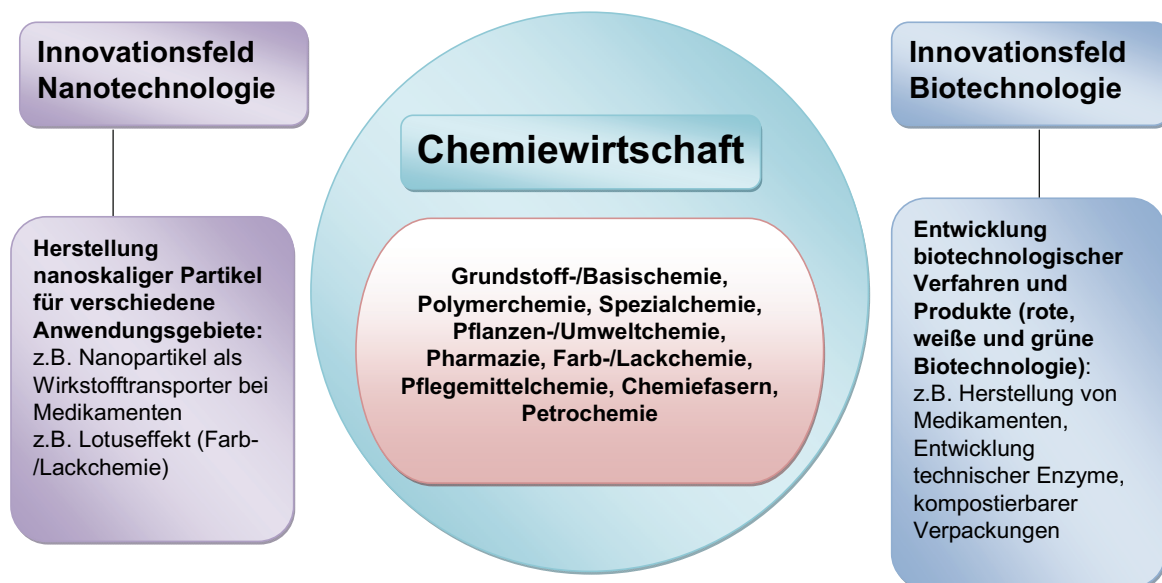 Innovationsfeld
Nanotechnologie
Herstellung
nanoskaliger Partikel
für verschiedene
Anwendungsgebiete:
z.B. Nanopartikel als
Wirkstofftransporter bei
Medikamenten
z.B. Lotuseffekt (Farb-
/Lackchemie)
Chemiewirtschaft
Grundstoff-/Basischemie,
Polymerchemie, Spezialchemie,
Pflanzen-/Umweltchemie,
Pharmazie, Farb-/Lackchemie,
Pflegemittelchemie, Chemiefasern,
Petrochemie
Innovationsfeld
Biotechnologie
Entwicklung
biotechnologischer
Verfahren und
Produkte (rote,
weiße und grüne
Biotechnologie):
z.B. Herstellung von
Medikamenten,
Entwicklung
technischer Enzyme,
kompostierbarer
Verpackungen